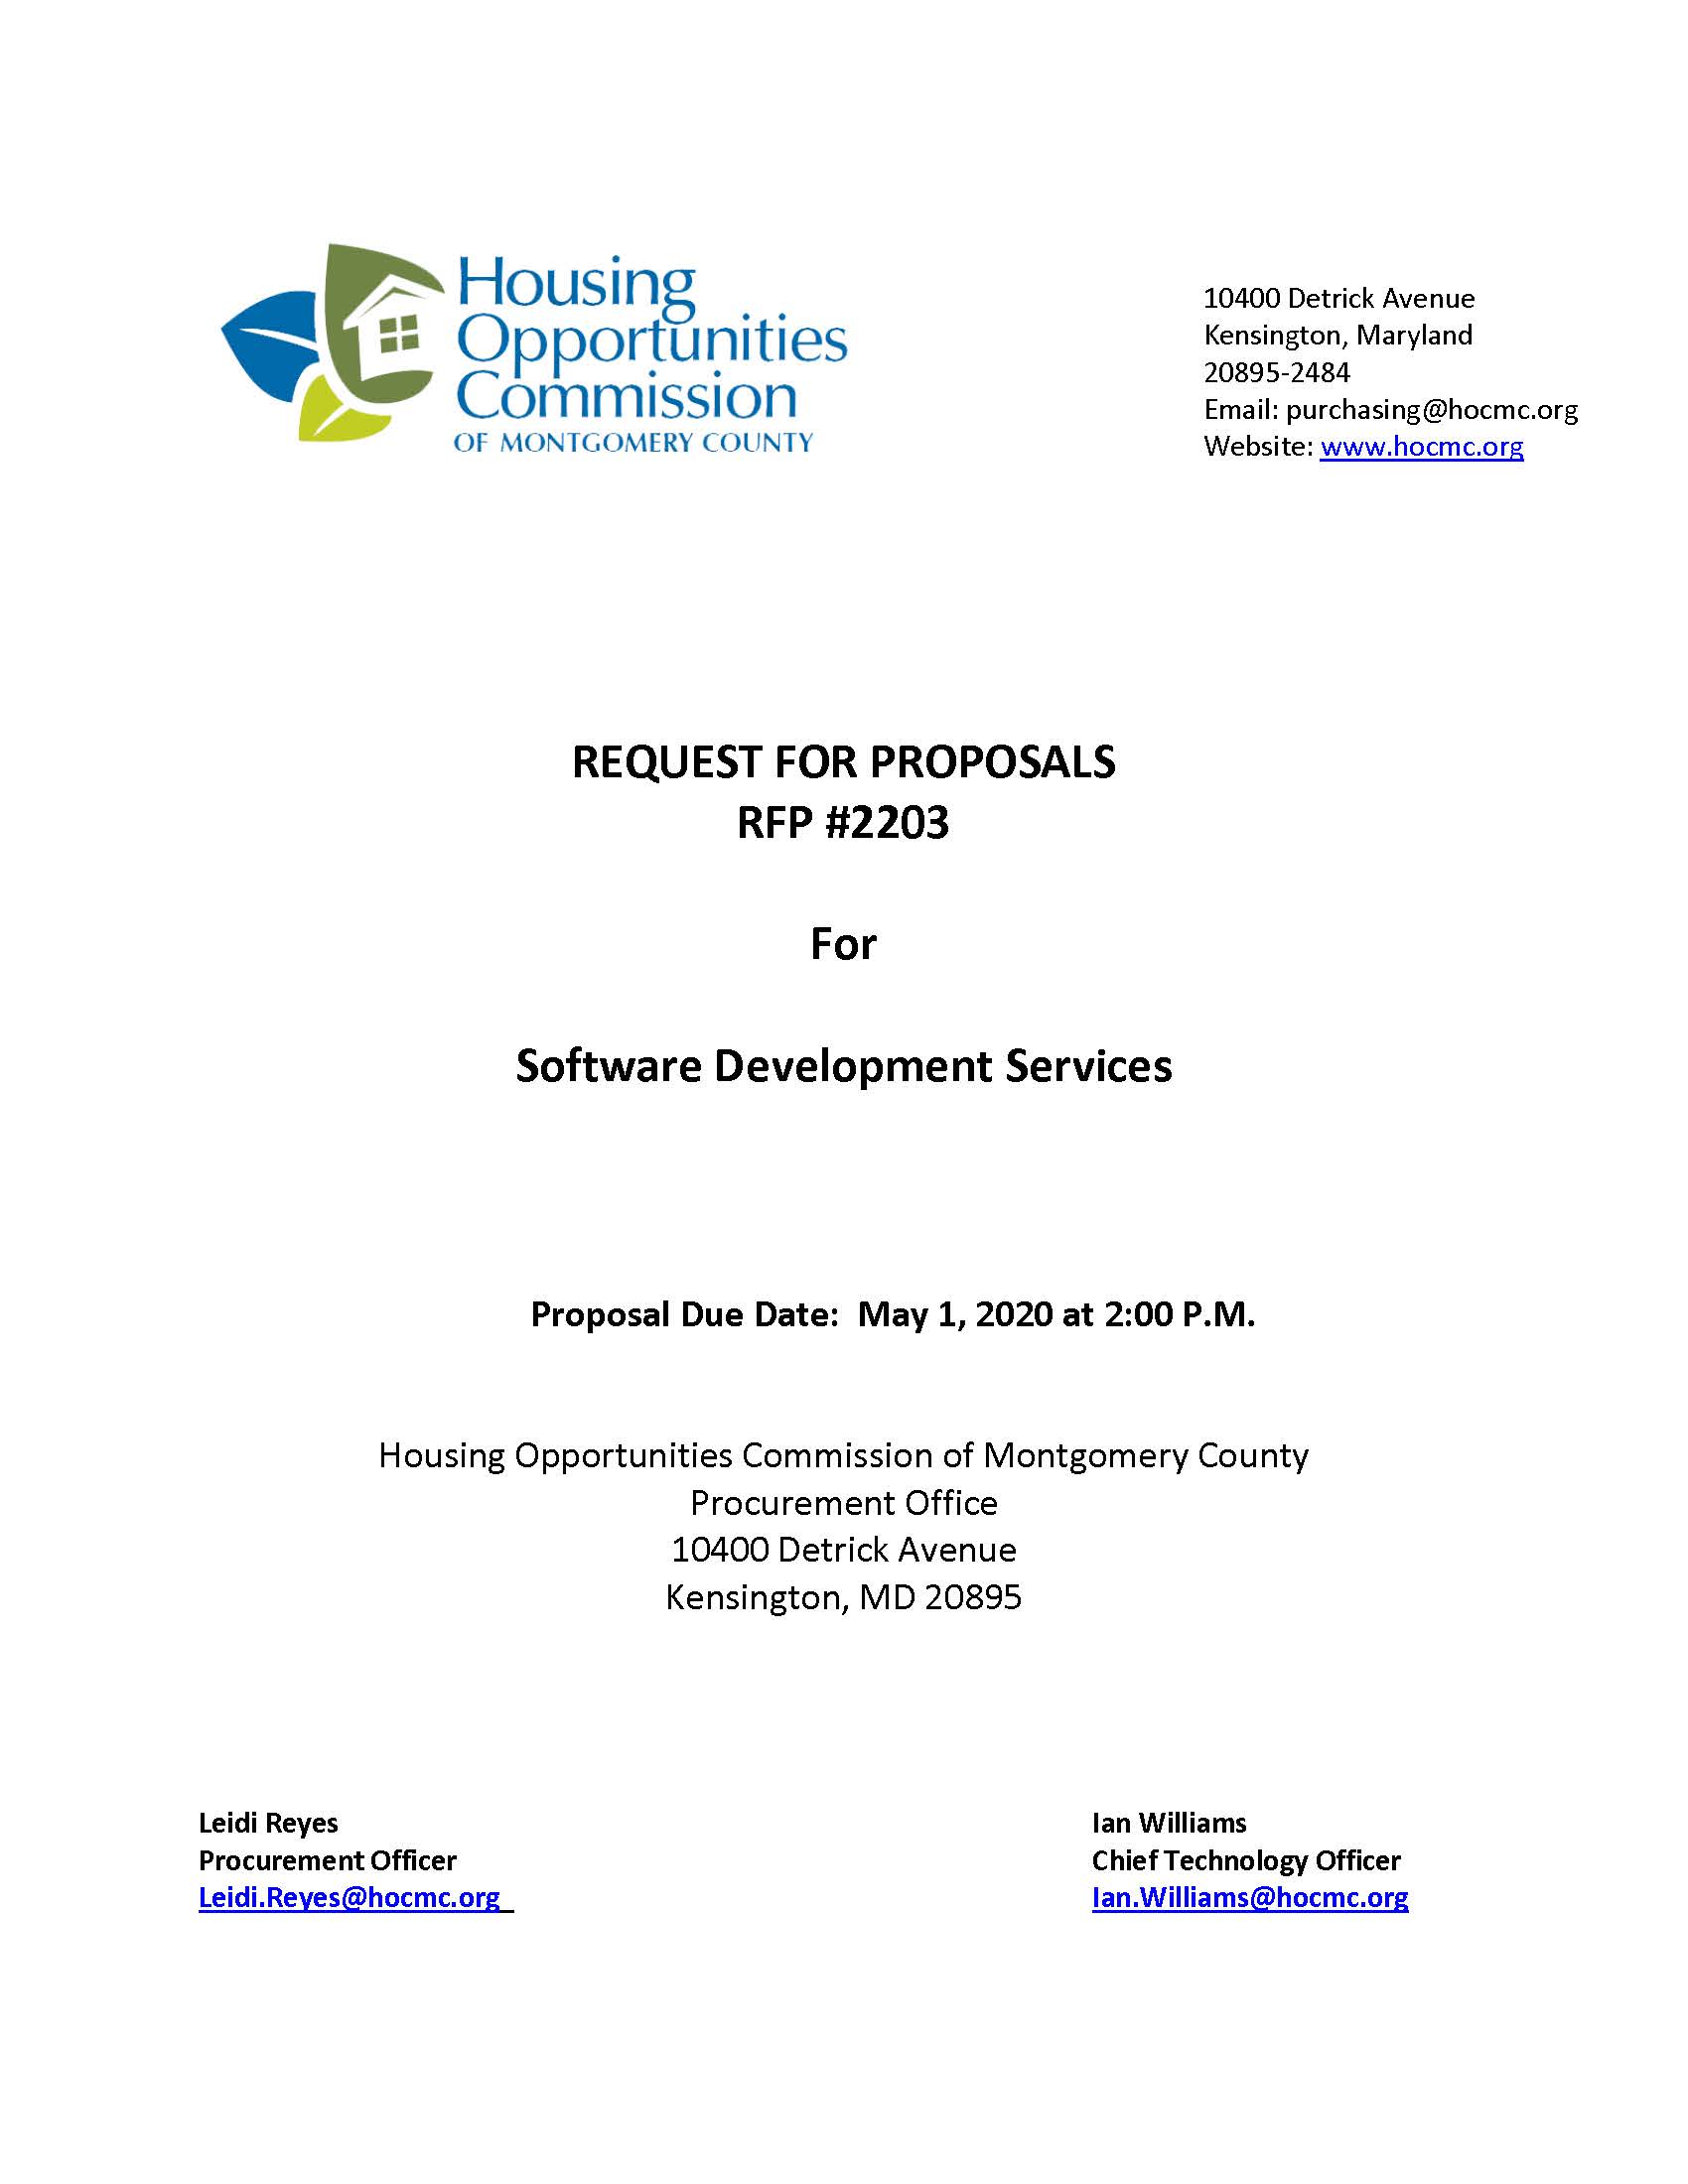 Housing
Opportunities
Commission
OF MONTGOMERY COUNTY
10400 Detrick Avenue
Kensington, Maryland
20895-2484
Email: purchasing@hocmc.org
Website: www.hocmc.org
REQUEST FOR PROPOSALS
RFP #2203
For
Software Development Services
Proposal Due Date: May 1, 2020 at 2:00 P.M.
Housing Opportunities Commission of Montgomery County
Procurement Office
10400 Detrick Avenue
Kensington, MD 20895
Leidi Reyes
Procurement Officer
Leidi.Reyes@hocmc.org
Ian Williams
Chief Technology Officer
Ian.Williams@hocmc.org